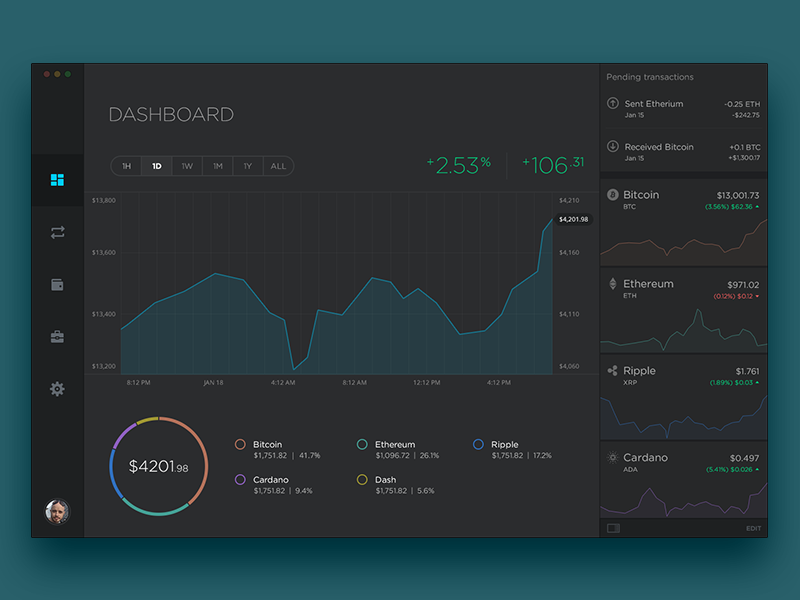 DASHBOARD
1H 1D 1W 1M 1Y ALL
+2.53% +106.31
$13,800 $4,210
$4,201.98
$13,600 $4,160
$13,400 $4,110
$13,200 $4,060
8:12 PM JAN 18 4:12 AM 8:12 AM 12:12 PM 4:12 PM
$4201.98
Bitcoin
$1,751.82 | 41.7%
Ethereum
$1,096.72 | 26.1%
Ripple
$1,751.82 | 17.2%
Cardano
$1,751.82 | 9.4%
Dash
$1,751.82 | 5.6%
Pending transactions
Sent Etherium -0.25 ETH
Jan 15 -$242.75
Received Bitcoin +0.1 BTC
Jan 15 +$1,300.17
Bitcoin $13,001.73
BTC (3.56%) $62.36
Ethereum $971.02
ETH (0.12%) $0.12
Ripple $1.761
XRP (1.89%) $0.03
Cardano $0.497
ADA (5.41%) $0.026
EDIT